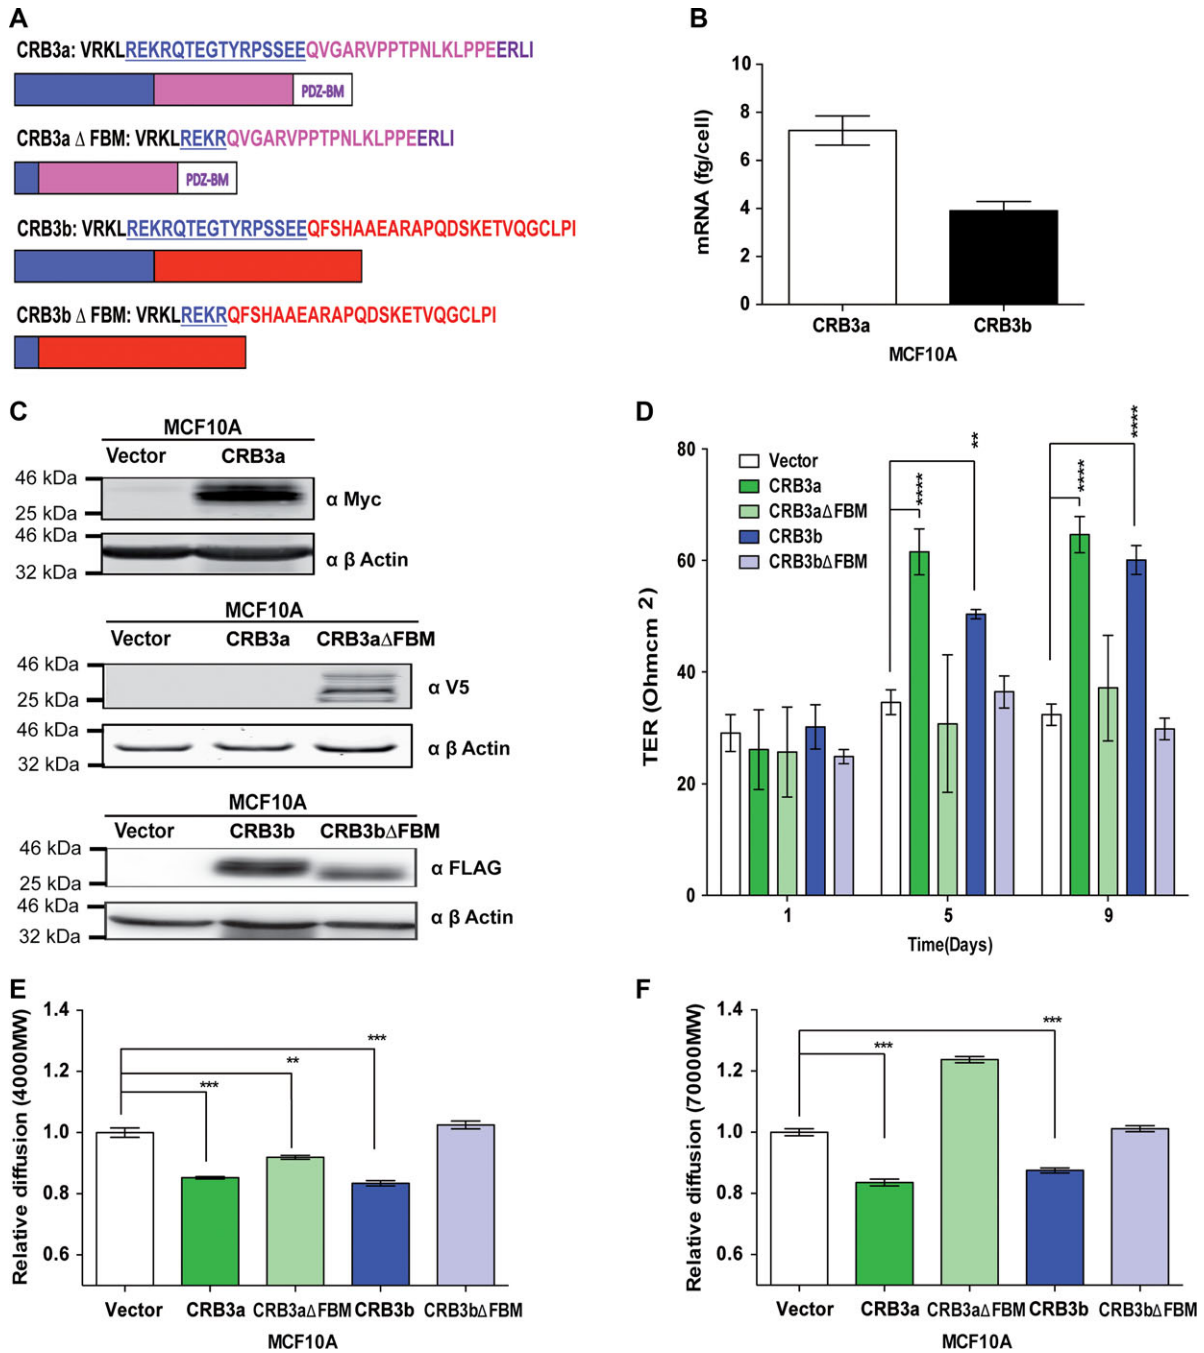 A
CRB3a: VRKLREKRQTEGTYRPSSEEQVGARVPPTPNLKLPPEERLI
PDZ-BM
CRB3a Δ FBM: VRKLREKRQVGARVPPTPNLKLPPEERLI
PDZ-BM
CRB3b: VRKLREKRQTEGTYRPSSEEQFSHAAEARAPQDSKETVQGCLPI
CRB3b Δ FBM: VRKLREKRQFSHAAEARAPQDSKETVQGCLPI
B
mRNA (fg/cell)
10
8
6
4
2
0
CRB3a CRB3b
MCF10A
C
MCF10A
Vector CRB3a
46 kDa
25 kDa
α Myc
46 kDa
32 kDa
α β Actin
MCF10A
Vector CRB3a CRB3aΔFBM
46 kDa
25 kDa
α V5
46 kDa
32 kDa
α β Actin
MCF10A
Vector CRB3b CRB3bΔFBM
46 kDa
25 kDa
α FLAG
46 kDa
32 kDa
α β Actin
D
TER (Ohmcm 2)
80
60
40
20
0
Vector
CRB3a
CRB3aΔFBM
CRB3b
CRB3bΔFBM
****
**
****
****
1 5 9
Time(Days)
E
Relative diffusion (4000MW)
1.4
1.2
1.0
0.8
0.6
***
**
***
Vector CRB3a CRB3aΔFBM CRB3b CRB3bΔFBM
MCF10A
F
Relative diffusion (70000MW)
1.4
1.2
1.0
0.8
0.6
***
***
Vector CRB3a CRB3aΔFBM CRB3b CRB3bΔFBM
MCF10A